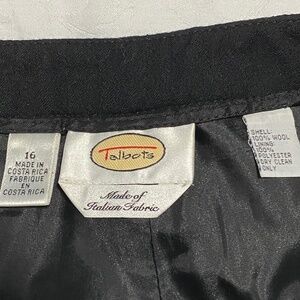 16
MADE IN
COSTA RICA
FABRIQUE
EN
COSTA RICA
Talbots
Made of
Italian Fabric
SHELL:
100% WOOL
LINING:
100%
POLYESTER
DRY CLEAN
ONLY